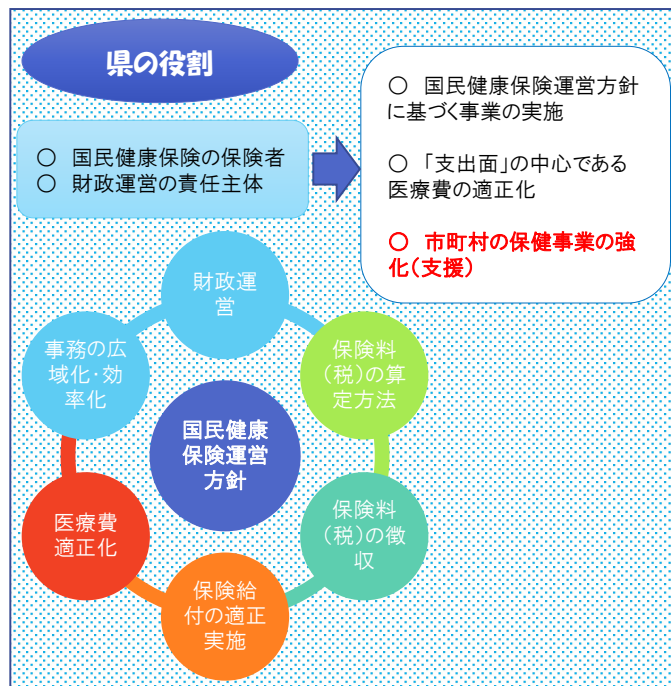 県の役割
○ 国民健康保険の保険者
○ 財政運営の責任主体
○ 国民健康保険運営方針
に基づく事業の実施
○ 「支出面」の中心である
医療費の適正化
○ 市町村の保健事業の強
化(支援)
財政運
営
保険料
(税)の算
定方法
保険料
(税)の徴
収
保険給
付の適正
実施
医療費
適正化
事務の広
域化・効
率化
国民健康
保険運営
方針